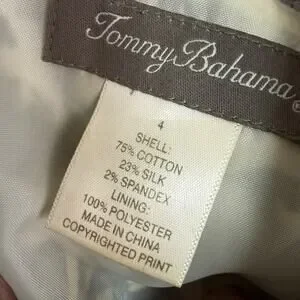 Tommy Bahama®
4
SHELL:
75% COTTON
23% SILK
2% SPANDEX
LINING:
100% POLYESTER
MADE IN CHINA
COPYRIGHTED PRINT